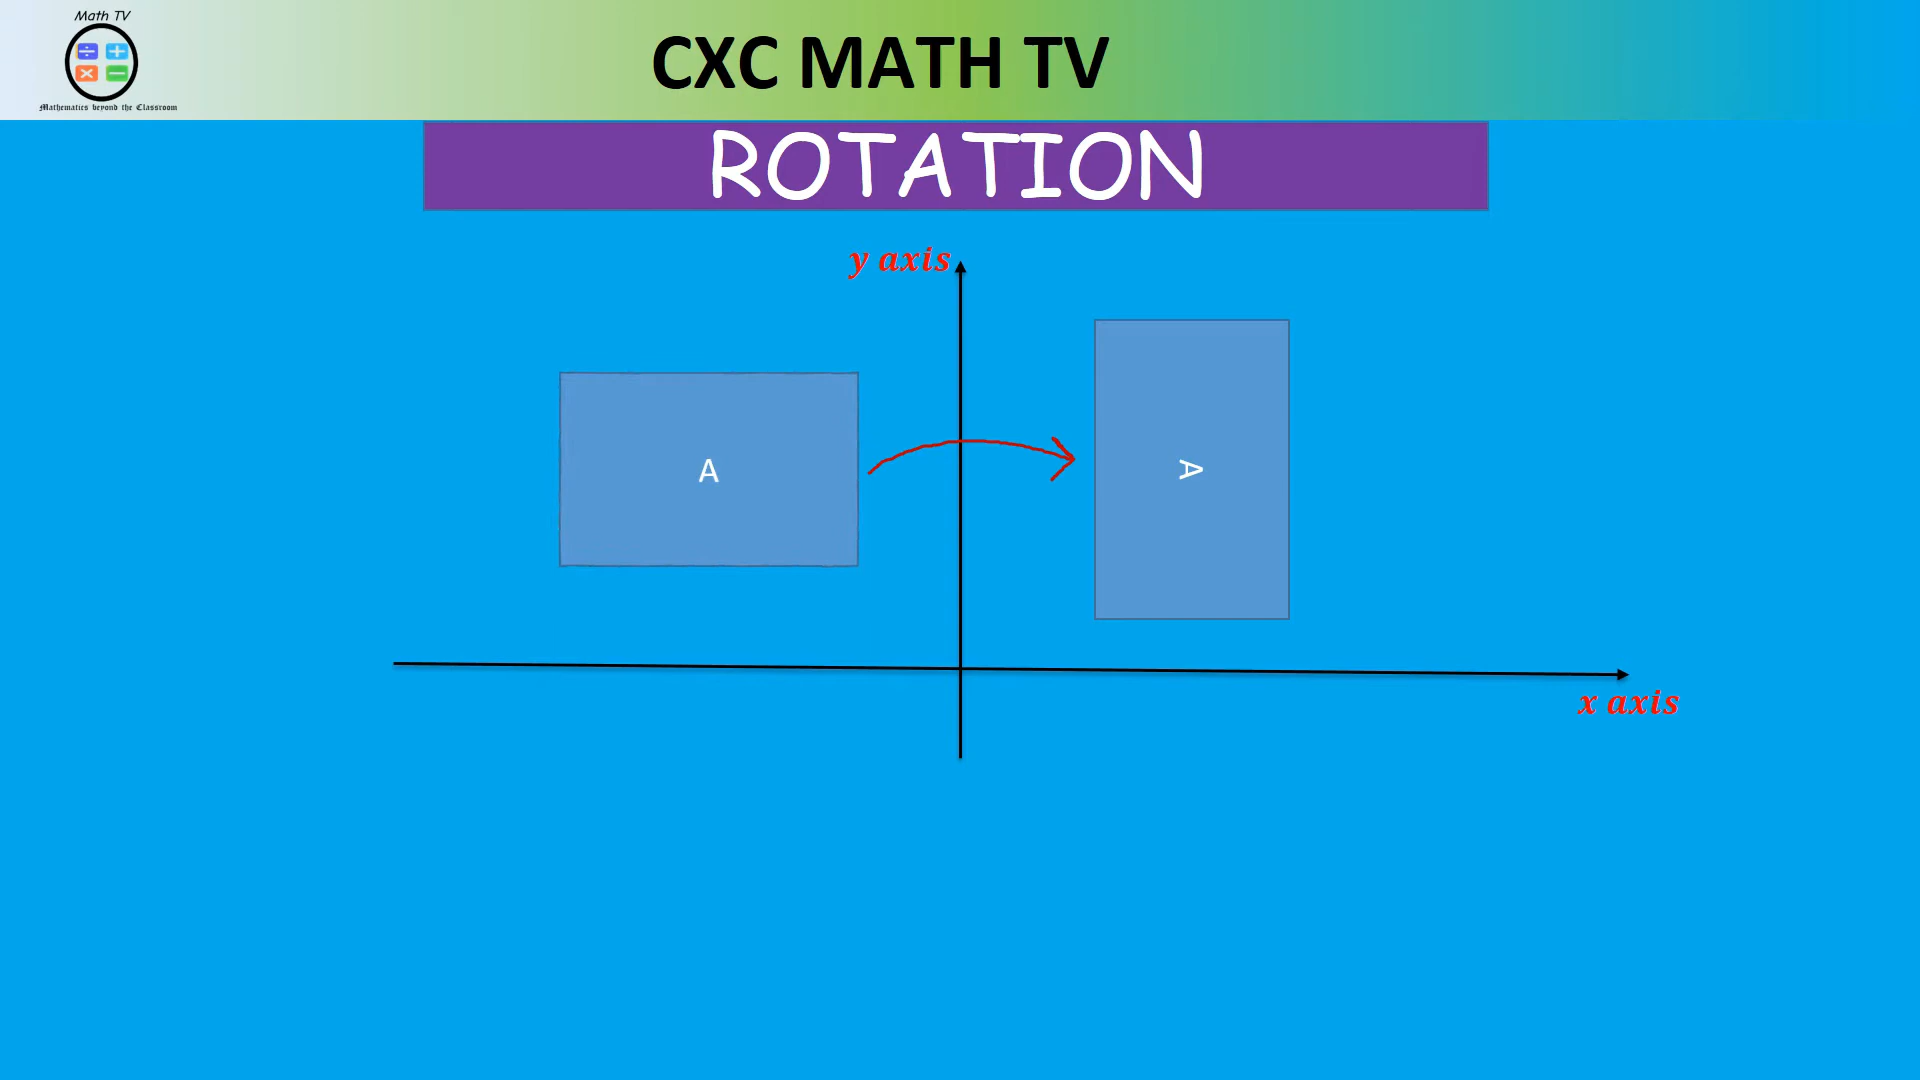 Math TV
Mathematics beyond the Classroom
CXC MATH TV
ROTATION
y axis
A
A
x axis